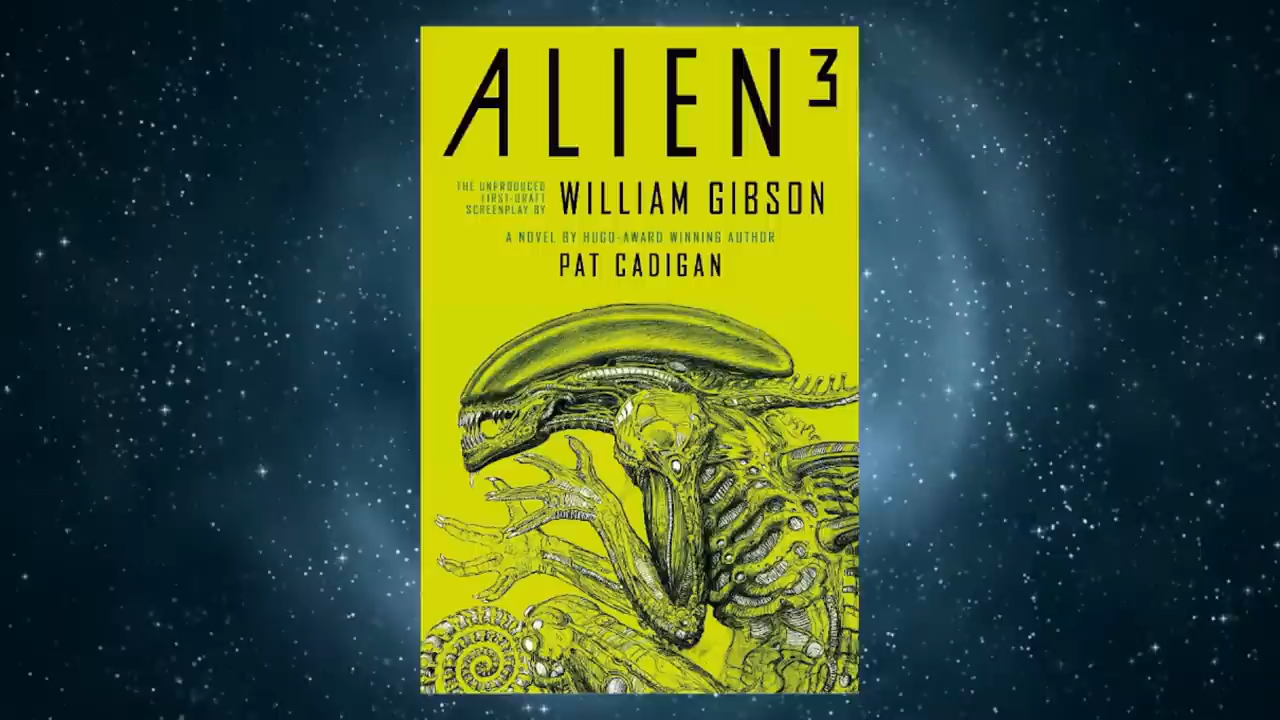 ALIEN³
THE UNPRODUCED
FIRST-DRAFT
SCREENPLAY BY
WILLIAM GIBSON
A NOVEL BY HUGO-AWARD WINNING AUTHOR
PAT CADIGAN